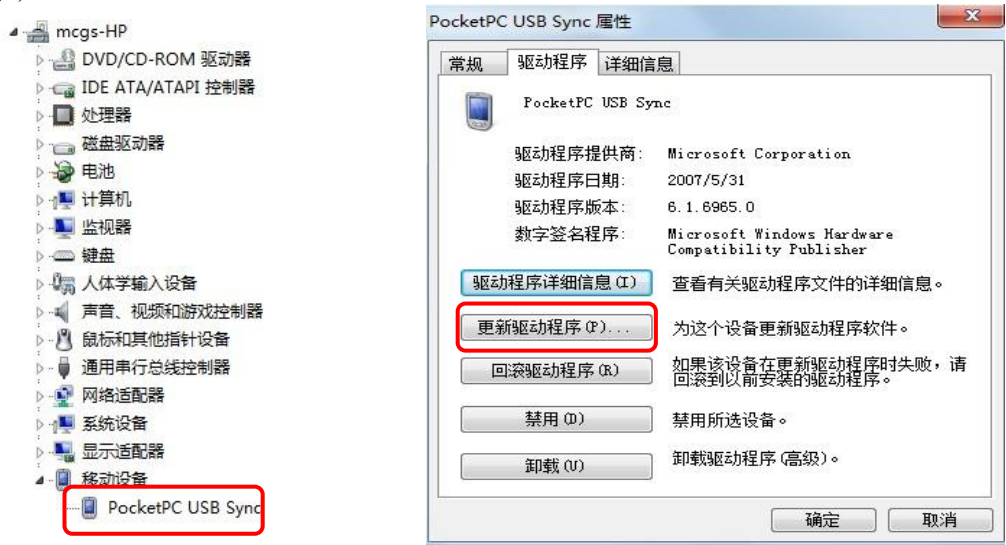 mcgs-HP
DVD/CD-ROM 驱动器
IDE ATA/ATAPI 控制器
处理器
磁盘驱动器
电池
计算机
监视器
键盘
人体学输入设备
声音、视频和游戏控制器
鼠标和其他指针设备
通用串行总线控制器
网络适配器
系统设备
显示适配器
移动设备
PocketPC USB Sync
PocketPC USB Sync 属性
常规 驱动程序 详细信息
PocketPC USB Sync
驱动程序提供商: Microsoft Corporation
驱动程序日期: 2007/5/31
驱动程序版本: 6.1.6965.0
数字签名程序: Microsoft Windows Hardware
Compatibility Publisher
驱动程序详细信息(I) 查看有关驱动程序文件的详细信息。
更新驱动程序(P)... 为这个设备更新驱动程序软件。
回滚驱动程序(R) 如果该设备在更新驱动程序时失败，请
回滚到以前安装的驱动程序。
禁用(D) 禁用所选设备。
卸载(U) 卸载驱动程序(高级)。
确定 取消